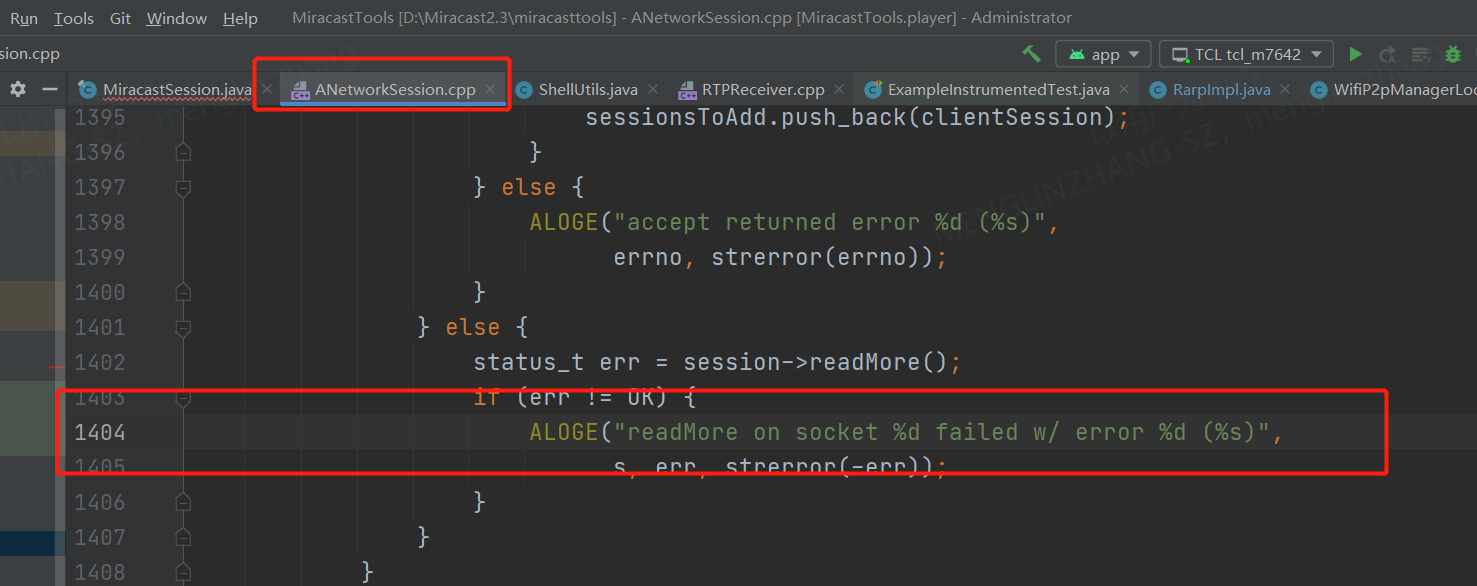 Run Tools Git Window Help MiracastTools [D:\Miracast2.3\miracasttools] - ANetworkSession.cpp [MiracastTools.player] - Administrator
sion.cpp app TCL tcl_m7642
MiracastSession.java ANetworkSession.cpp ShellUtils.java RTPReceiver.cpp ExampleInstrumentedTest.java RarpImpl.java WifiP2pManagerLoc
1395 sessionsToAdd.push_back(clientSession);
1396 }
1397 } else {
1398 ALOGE("accept returned error %d (%s)",
1399 errno, strerror(errno));
1400 }
1401 } else {
1402 status_t err = session->readMore();
1403 if (err != OK) {
1404 ALOGE("readMore on socket %d failed w/ error %d (%s)",
1405 s, err, strerror(-err));
1406 }
1407 }
1408 }
MENGLINZHANG-SZ,